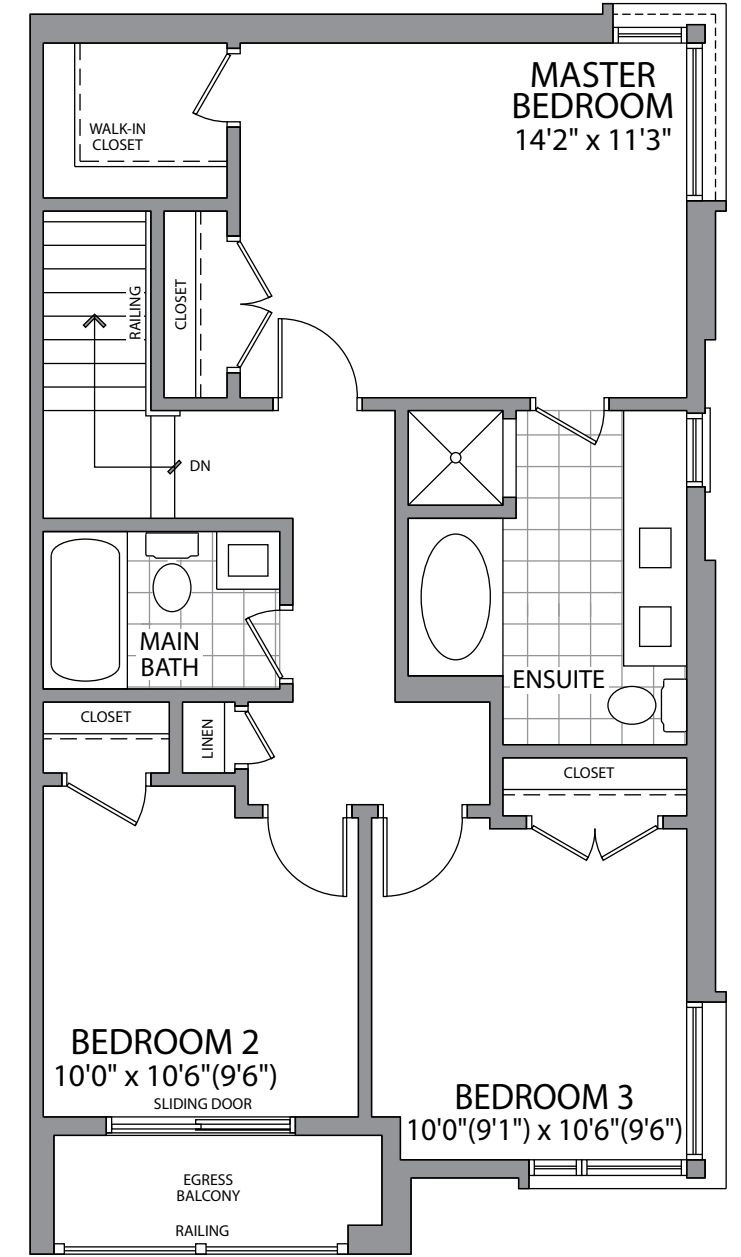 MASTER
BEDROOM
14'2" x 11'3"
WALK-IN
CLOSET
RAILING
CLOSET
DN
MAIN
BATH
ENSUITE
CLOSET
LINEN
CLOSET
BEDROOM 2
10'0" x 10'6"(9'6")
SLIDING DOOR
BEDROOM 3
10'0"(9'1") x 10'6"(9'6")
EGRESS
BALCONY
RAILING